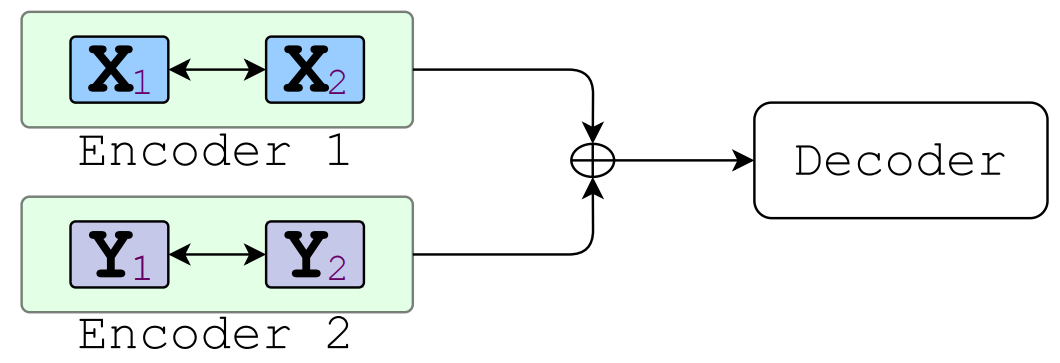 X1 X2
Encoder 1
Y1 Y2
Encoder 2
Decoder